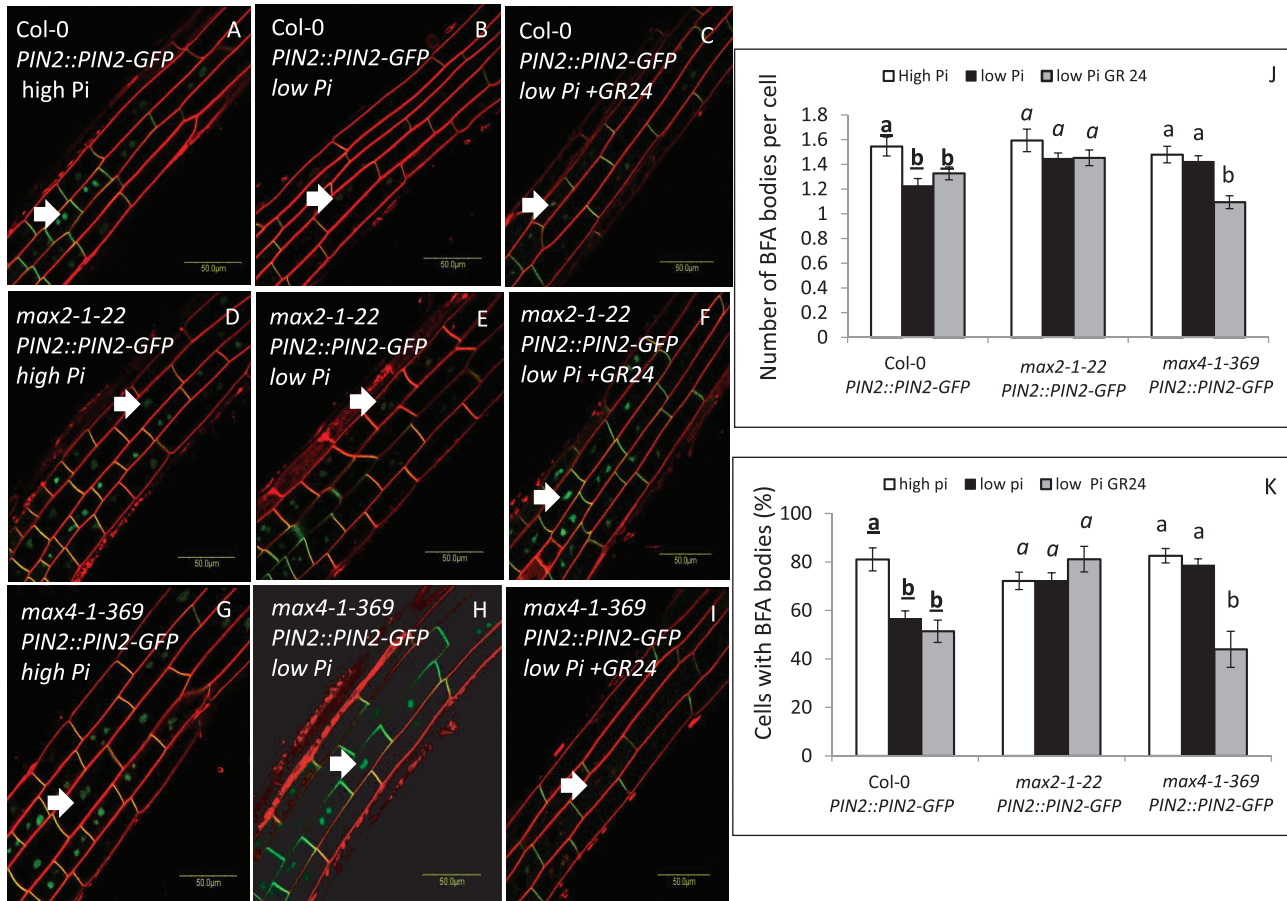 Col-0
PIN2::PIN2-GFP
high Pi
A
50.0µm
Col-0
PIN2::PIN2-GFP
low Pi
B
50.0µm
Col-0
PIN2::PIN2-GFP
low Pi +GR24
C
50.0µm
max2-1-22
PIN2::PIN2-GFP
high Pi
D
50.0µm
max2-1-22
PIN2::PIN2-GFP
low Pi
E
50.0µm
max2-1-22
PIN2::PIN2-GFP
low Pi +GR24
F
50.0µm
max4-1-369
PIN2::PIN2-GFP
high Pi
G
50.0µm
max4-1-369
PIN2::PIN2-GFP
low Pi
H
50.0µm
max4-1-369
PIN2::PIN2-GFP
low Pi +GR24
I
50.0µm
J
High Pi low Pi low Pi GR 24
Number of BFA bodies per cell
1.8
1.6
1.4
1.2
1
0.8
0.6
0.4
0.2
0
a b b a a a a a b
Col-0 max2-1-22 max4-1-369
PIN2::PIN2-GFP PIN2::PIN2-GFP PIN2::PIN2-GFP
K
high pi low pi low Pi GR24
Cells with BFA bodies (%)
100
80
60
40
20
0
a b b a a a a a b
Col-0 max2-1-22 max4-1-369
PIN2::PIN2-GFP PIN2::PIN2-GFP PIN2::PIN2-GFP